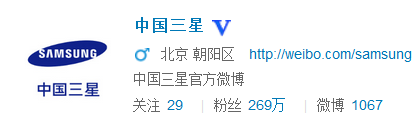 SAMSUNG
中国三星
中国三星 V
北京 朝阳区 http://weibo.com/samsung
中国三星官方微博
关注 29 粉丝 269万 微博 1067